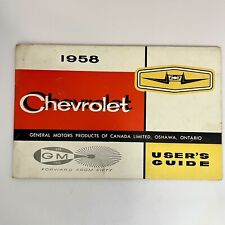 1958
Chevrolet
GENERAL MOTORS PRODUCTS OF CANADA LIMITED, OSHAWA, ONTARIO
GM
FORWARD FROM FIFTY
USER'S
GUIDE